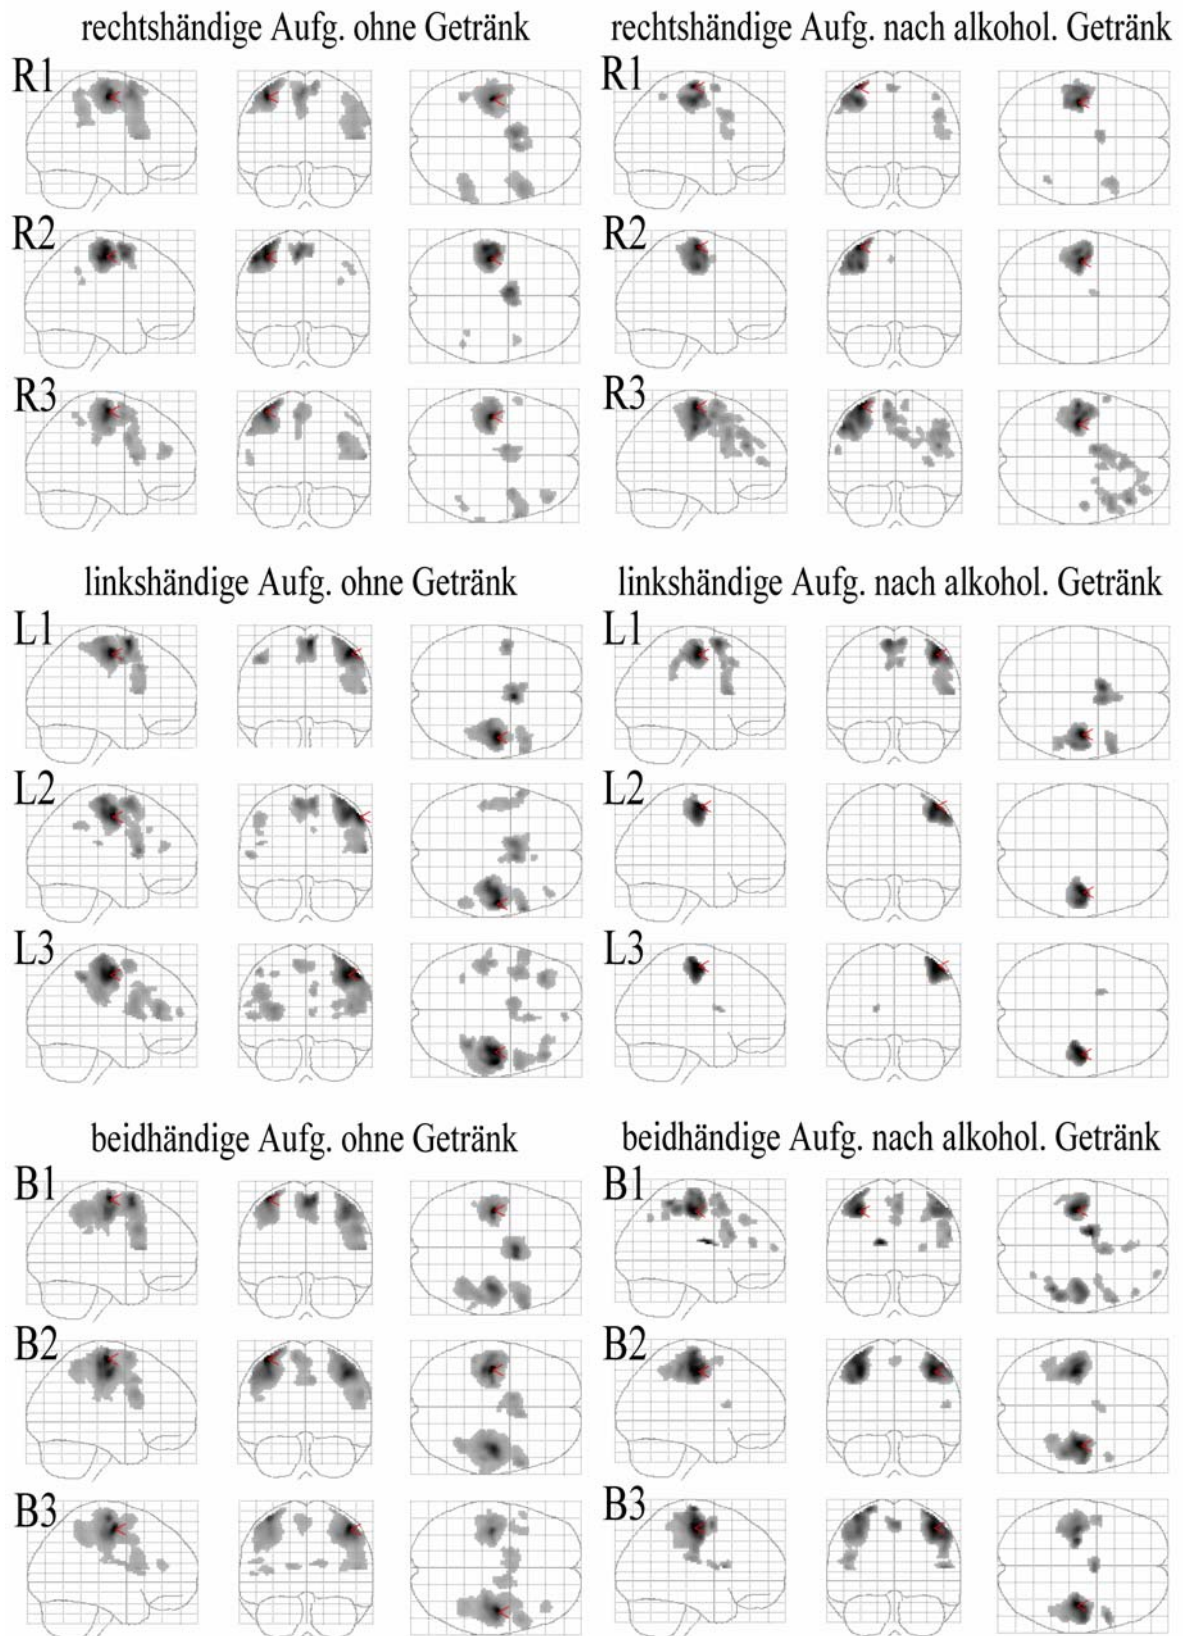 rechtshändige Aufg. ohne Getränk
rechtshändige Aufg. nach alkohol. Getränk
R1
R1
R2
R2
R3
R3
linkshändige Aufg. ohne Getränk
linkshändige Aufg. nach alkohol. Getränk
L1
L1
L2
L2
L3
L3
beidhändige Aufg. ohne Getränk
beidhändige Aufg. nach alkohol. Getränk
B1
B1
B2
B2
B3
B3